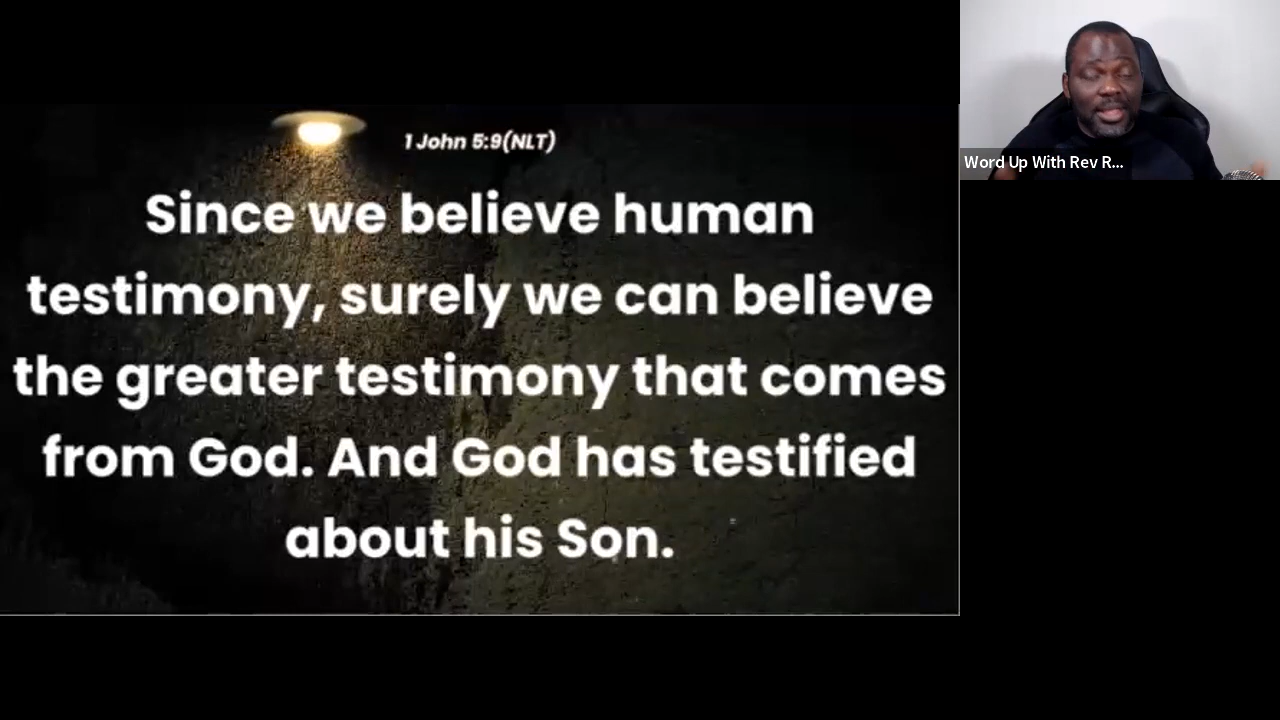 1 John 5:9(NLT)
Since we believe human
testimony, surely we can believe
the greater testimony that comes
from God. And God has testified
about his Son.
Word Up With Rev R...